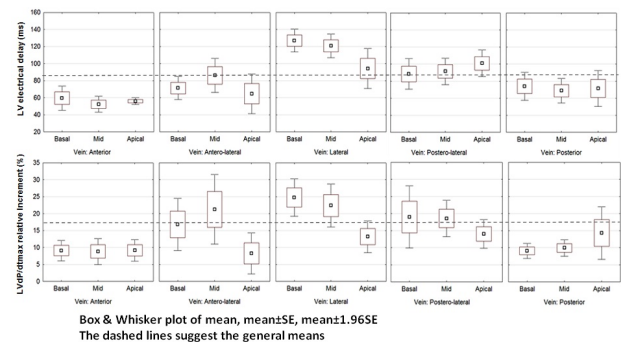 LV electrical delay (ms)
160
140
120
100
80
60
40
20
Basal Mid Apical
Vein: Anterior
Basal Mid Apical
Vein: Antero-lateral
Basal Mid Apical
Vein: Lateral
Basal Mid Apical
Vein: Postero-lateral
Basal Mid Apical
Vein: Posterior
LVdP/dtmax relative increment (%)
35
30
25
20
15
10
5
0
Basal Mid Apical
Vein: Anterior
Basal Mid Apical
Vein: Antero-lateral
Basal Mid Apical
Vein: Lateral
Basal Mid Apical
Vein: Postero-lateral
Basal Mid Apical
Vein: Posterior
Box & Whisker plot of mean, mean±SE, mean±1.96SE
The dashed lines suggest the general means